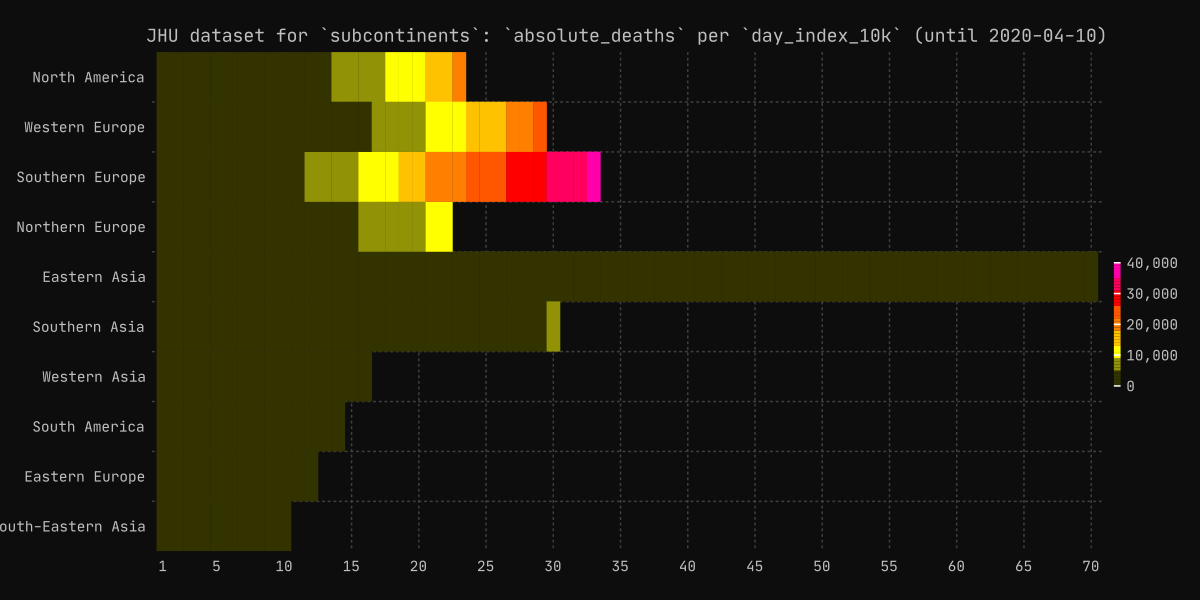 JHU dataset for `subcontinents`: `absolute_deaths` per `day_index_10k` (until 2020-04-10)
North America
Western Europe
Southern Europe
Northern Europe
Eastern Asia
Southern Asia
Western Asia
South America
Eastern Europe
outh-Eastern Asia
40,000
30,000
20,000
10,000
0
1 5 10 15 20 25 30 35 40 45 50 55 60 65 70